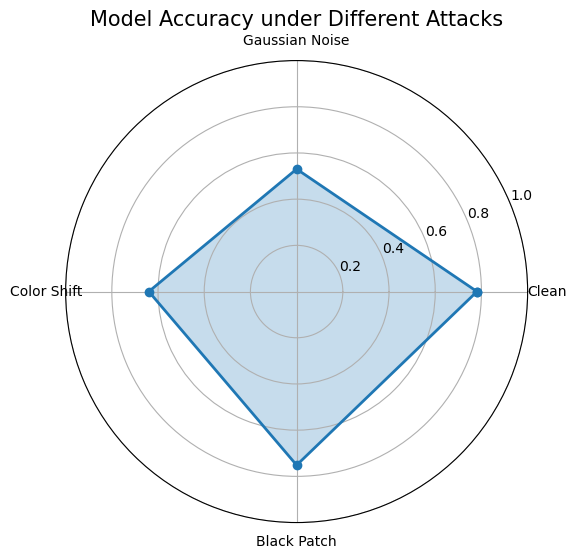 Model Accuracy under Different Attacks
Gaussian Noise
1.0
0.8
0.6
0.4
0.2
Color Shift
Clean
Black Patch